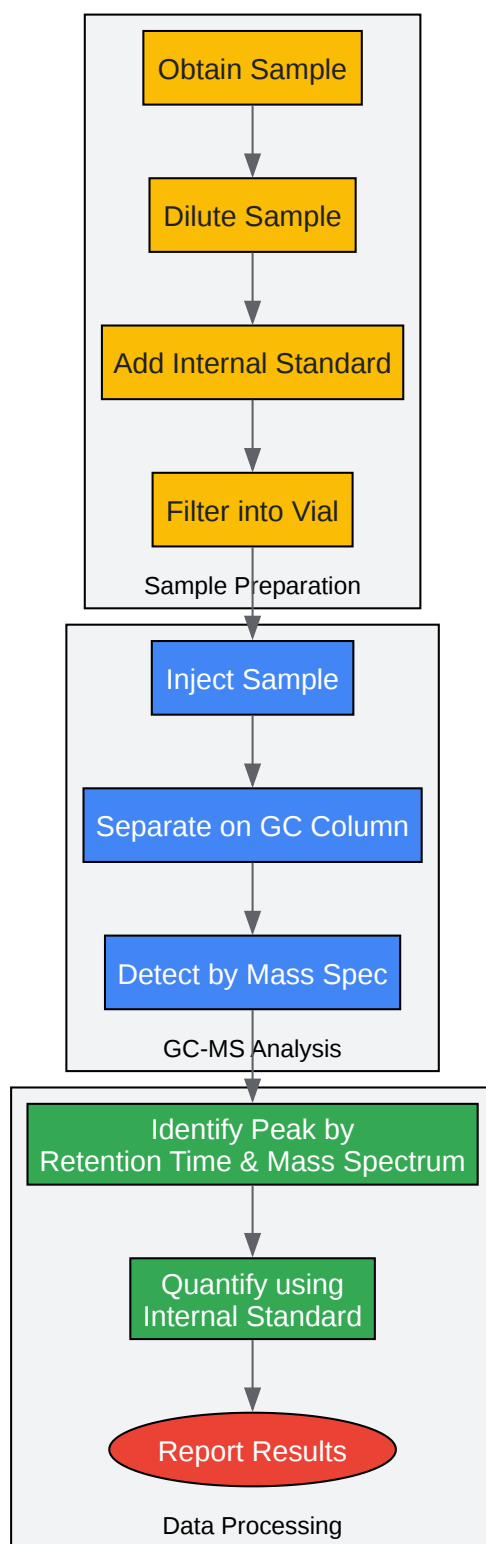 Obtain Sample
Dilute Sample
Add Internal Standard
Filter into Vial
Sample Preparation
Inject Sample
Separate on GC Column
Detect by Mass Spec
GC-MS Analysis
Identify Peak by
Retention Time & Mass Spectrum
Quantify using
Internal Standard
Report Results
Data Processing